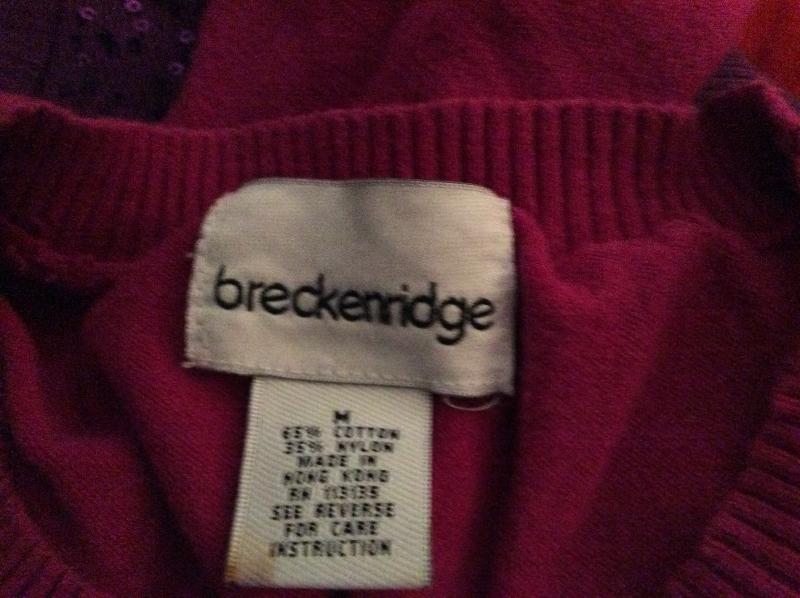 breckenridge
M
65% COTTON
35% NYLON
MADE IN
HONG KONG
RN 113135
SEE REVERSE
FOR CARE
INSTRUCTION